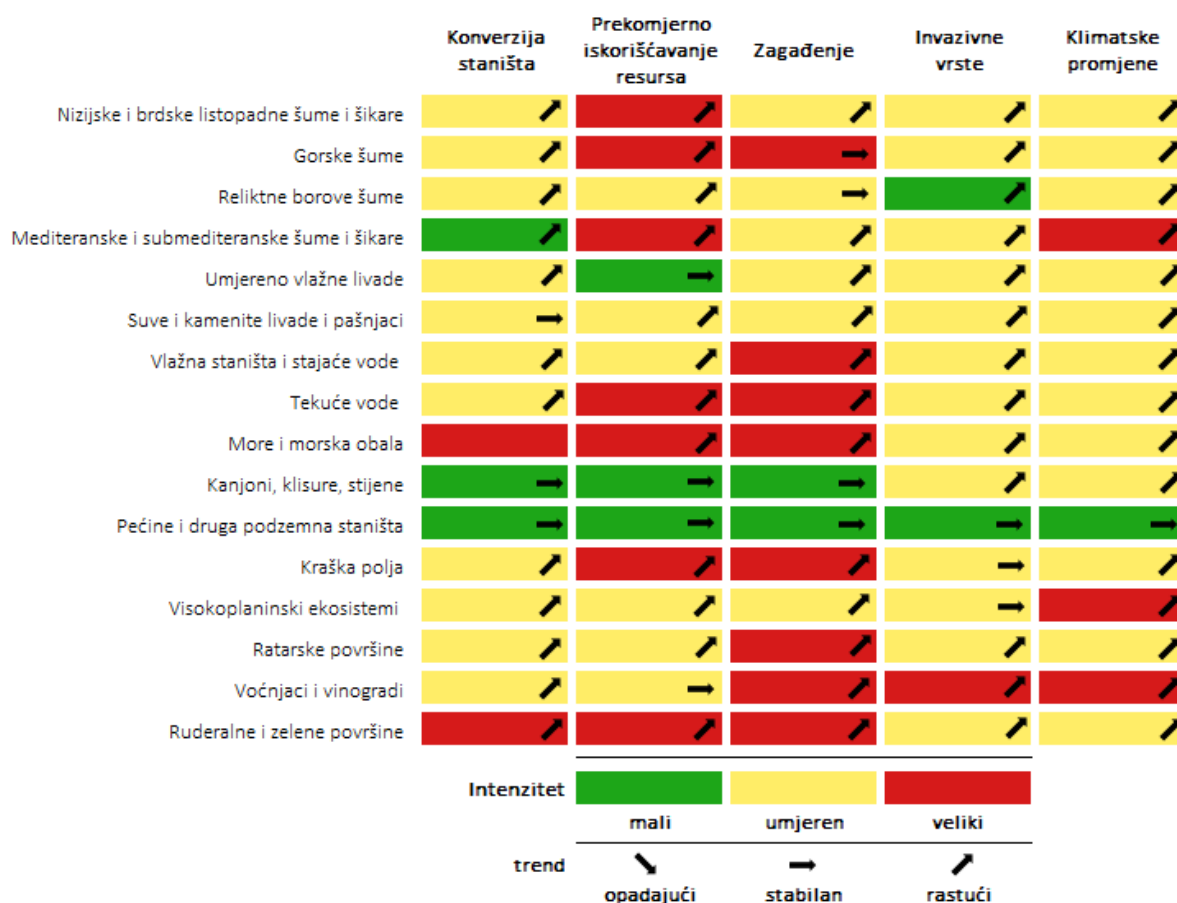 Konverzija
staništa
Prekomjerno
iskorišćavanje
resursa
Zagađenje
Invazivne
vrste
Klimatske
promjene
Nizijske i brdske listopadne šume i šikare
Gorske šume
Reliktne borove šume
Mediteranske i submediteranske šume i šikare
Umjereno vlažne livade
Suve i kamenite livade i pašnjaci
Vlažna staništa i stajaće vode
Tekuće vode
More i morska obala
Kanjoni, klisure, stijene
Pećine i druga podzemna staništa
Kraška polja
Visokoplaninski ekosistemi
Ratarske površine
Voćnjaci i vinogradi
Ruderalne i zelene površine
Intenzitet
mali umjeren veliki
trend
opadajući stabilan rastući